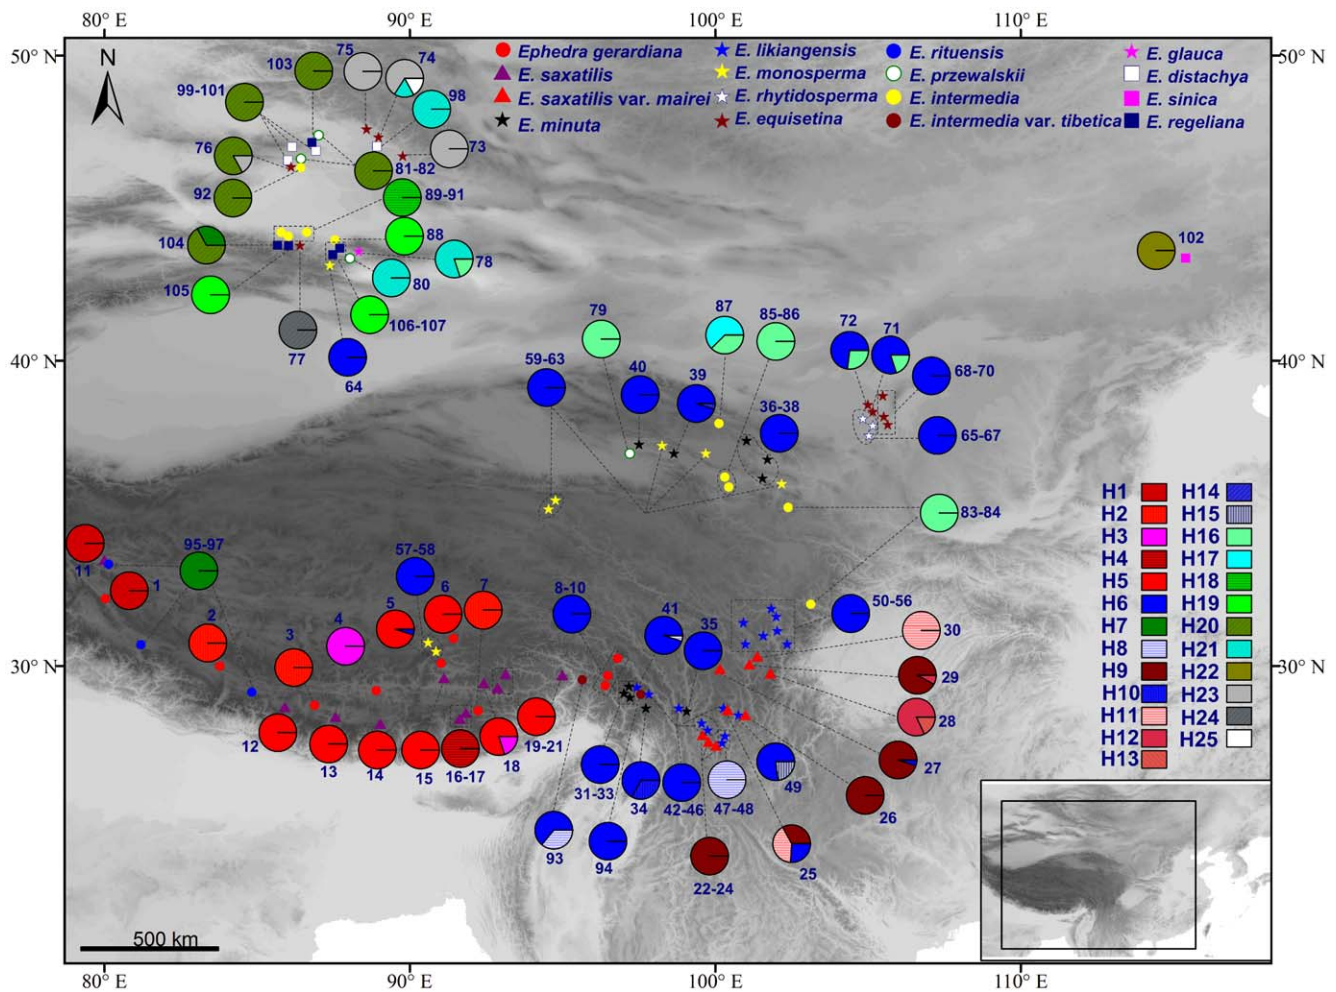 80° E 90° E 100° E 110° E
50° N 50° N
40° N 40° N
30° N 30° N
N
Ephedra gerardiana
E. saxatilis
E. saxatilis var. mairei
E. minuta
E. likiangensis
E. monosperma
E. rhytidosperma
E. equisetina
E. rituensis
E. przewalskii
E. intermedia
E. intermedia var. tibetica
E. glauca
E. distachya
E. sinica
E. regeliana
103
75
74
99-101
98
76
73
81-82
92
89-91
88
104
78
102
105
80
106-107
77
64
79
87
85-86
72
71
59-63
40
39
68-70
36-38
65-67
83-84
95-97
11
1
57-58
6
7
8-10
2
3
4
5
41
35
50-56
30
29
28
12
13
14
15
16-17
18
19-21
31-33
34
42-46
47-48
49
27
26
93
94
22-24
25
H1 H14
H2 H15
H3 H16
H4 H17
H5 H18
H6 H19
H7 H20
H8 H21
H9 H22
H10 H23
H11 H24
H12 H25
H13
500 km
80° E 90° E 100° E 110° E